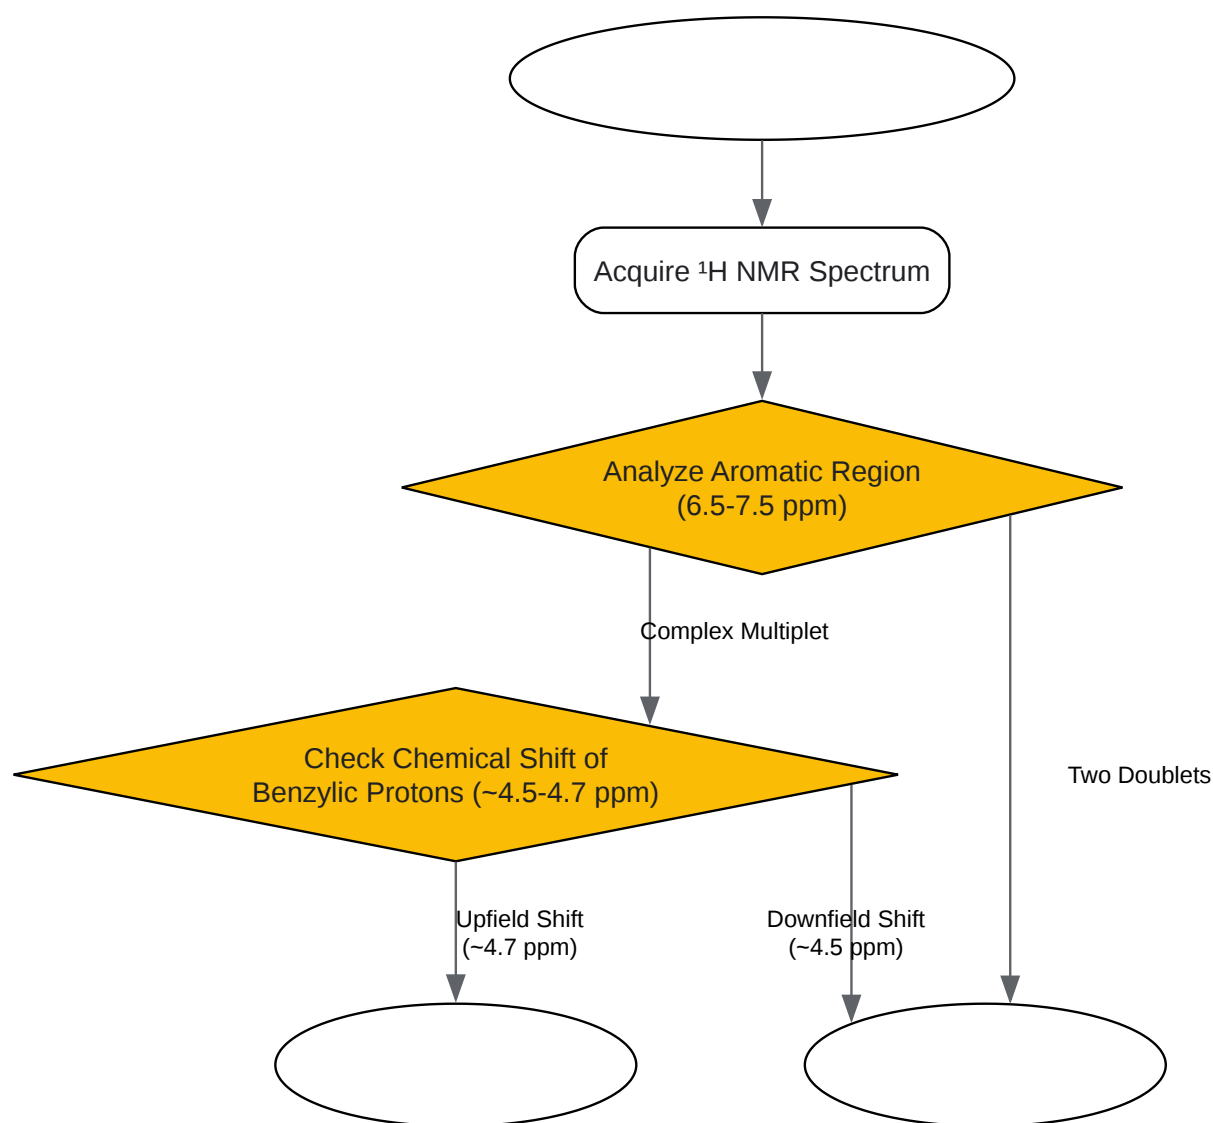 Acquire ¹H NMR Spectrum
Analyze Aromatic Region
(6.5-7.5 ppm)
Complex Multiplet
Check Chemical Shift of
Benzylic Protons (~4.5-4.7 ppm)
Two Doublets
Upfield Shift
(~4.7 ppm)
Downfield Shift
(~4.5 ppm)